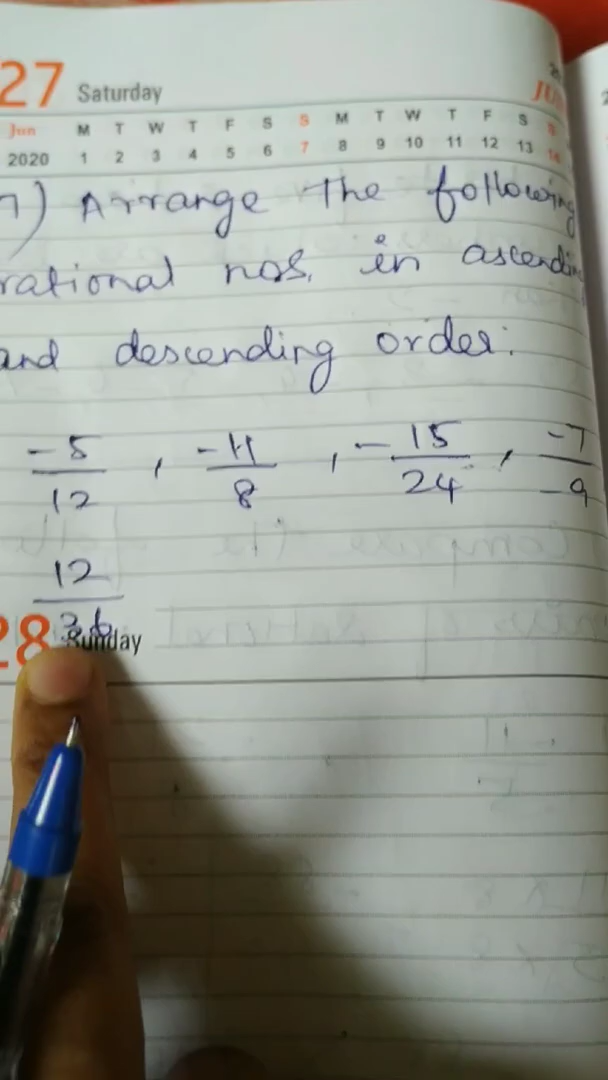 27 Saturday
Jun M T W T F S S M T W T F S S
2020 1 2 3 4 5 6 7 8 9 10 11 12 13 14
7) Arrange the following
rational nos. in ascending
and descending order:
-5/12 , -11/8 , -15/24 , -7/-9
12/36
28 Sunday